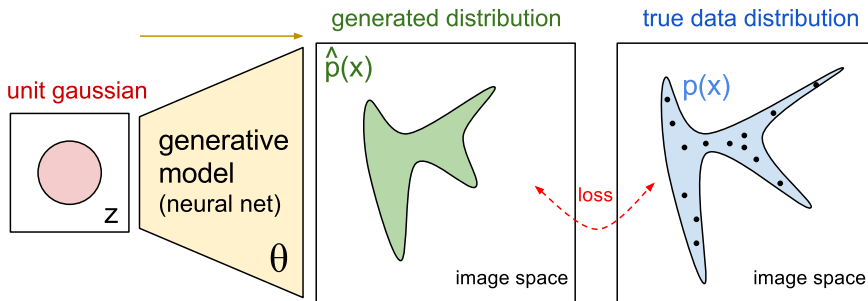 generated distribution
true data distribution
p̂(x)
p(x)
unit gaussian
generative
model
(neural net)
z
θ
loss
image space
image space